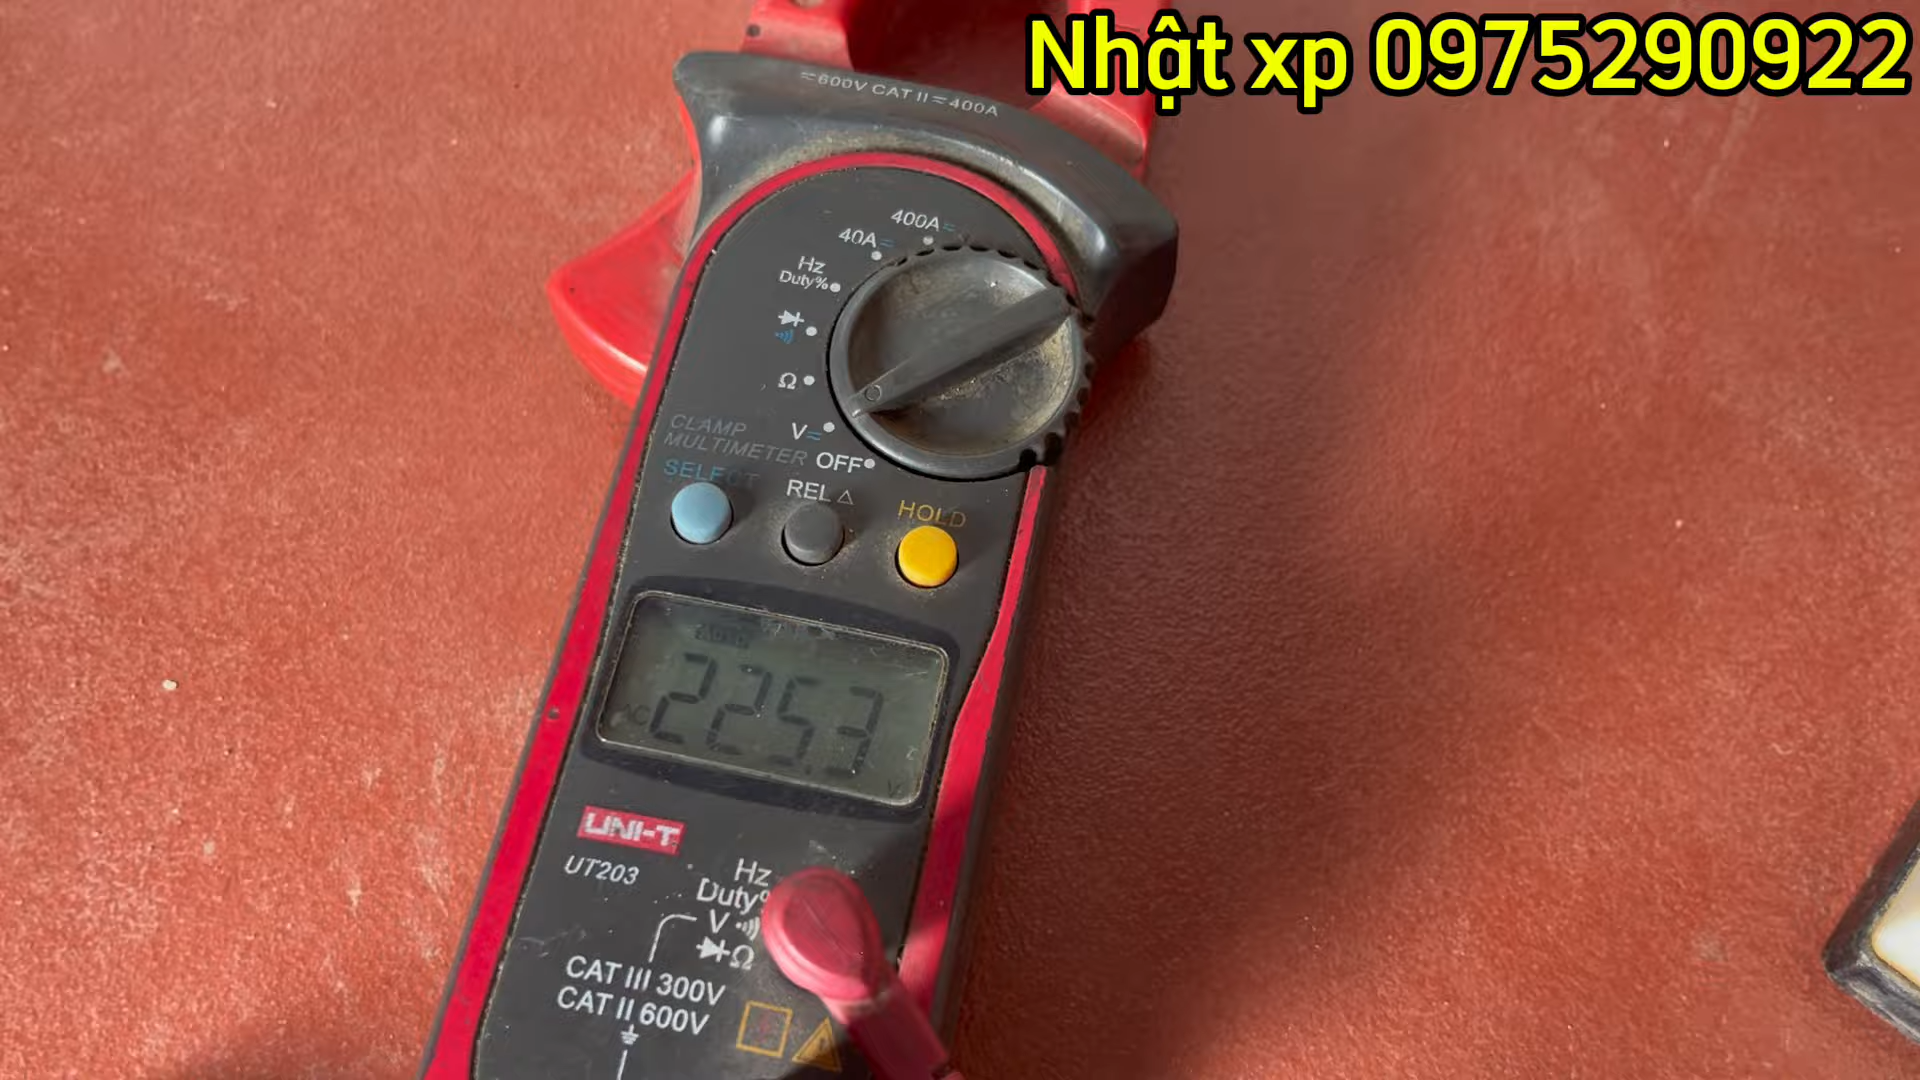 Nhật xp 0975290922
≂600V CAT II ≂400A
400A≂
40A≂
Hz
Duty%
Ω
V≂
OFF
CLAMP
MULTIMETER
SELECT
REL △
HOLD
AUTO
AC 225.3
V
UNI-T
UT203
Hz
Duty%
V
Ω
CAT III 300V
CAT II 600V